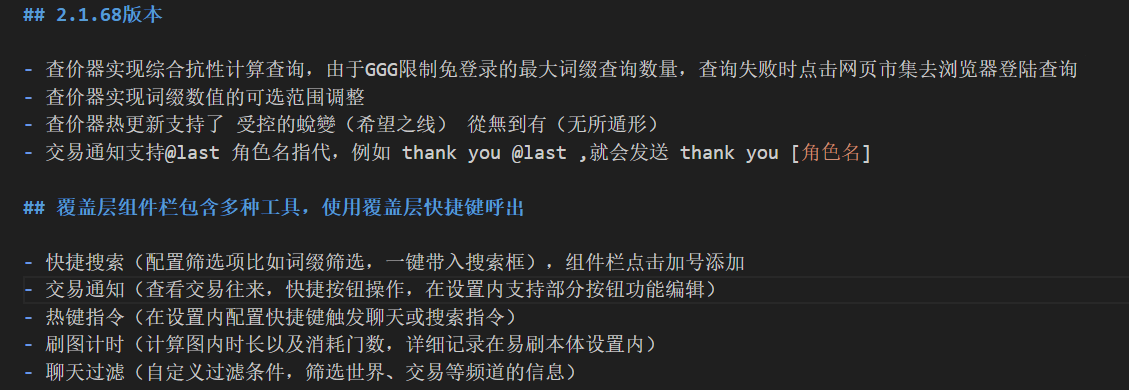 ## 2.1.68版本
- 查价器实现综合抗性计算查询，由于GGG限制免登录的最大词缀查询数量，查询失败时点击网页市集去浏览器登陆查询
- 查价器实现词缀数值的可选范围调整
- 查价器热更新支持了 受控的蛻變（希望之线） 從無到有（无所遁形）
- 交易通知支持@last 角色名指代，例如 thank you @last ,就会发送 thank you [角色名]
## 覆盖层组件栏包含多种工具，使用覆盖层快捷键呼出
- 快捷搜索（配置筛选项比如词缀筛选，一键带入搜索框），组件栏点击加号添加
- 交易通知（查看交易往来，快捷按钮操作，在设置内支持部分按钮功能编辑）
- 热键指令（在设置内配置快捷键触发聊天或搜索指令）
- 刷图计时（计算图内时长以及消耗门数，详细记录在易刷本体设置内）
- 聊天过滤（自定义过滤条件，筛选世界、交易等频道的信息）